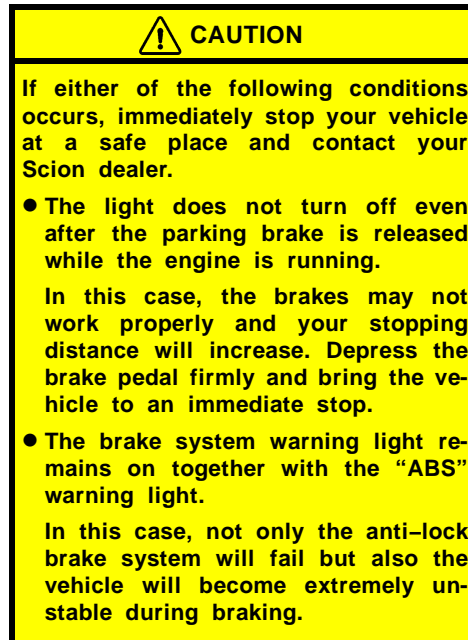 CAUTION
If either of the following conditions
occurs, immediately stop your vehicle
at a safe place and contact your
Scion dealer.
● The light does not turn off even
after the parking brake is released
while the engine is running.
In this case, the brakes may not
work properly and your stopping
distance will increase. Depress the
brake pedal firmly and bring the ve-
hicle to an immediate stop.
● The brake system warning light re-
mains on together with the “ABS”
warning light.
In this case, not only the anti–lock
brake system will fail but also the
vehicle will become extremely un-
stable during braking.